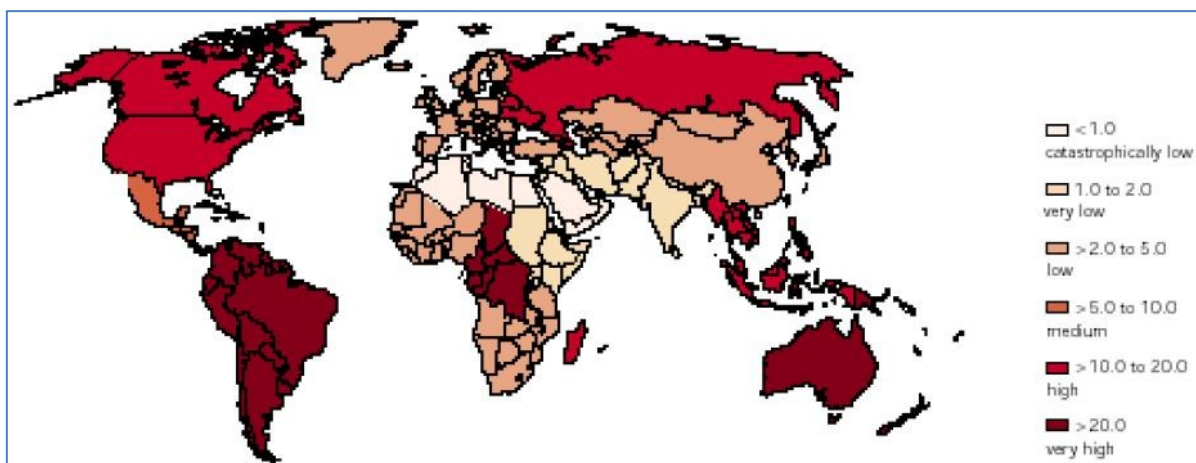 < 1.0
catastrophically low
1.0 to 2.0
very low
>2.0 to 5.0
low
>5.0 to 10.0
medium
>10.0 to 20.0
high
>20.0
very high